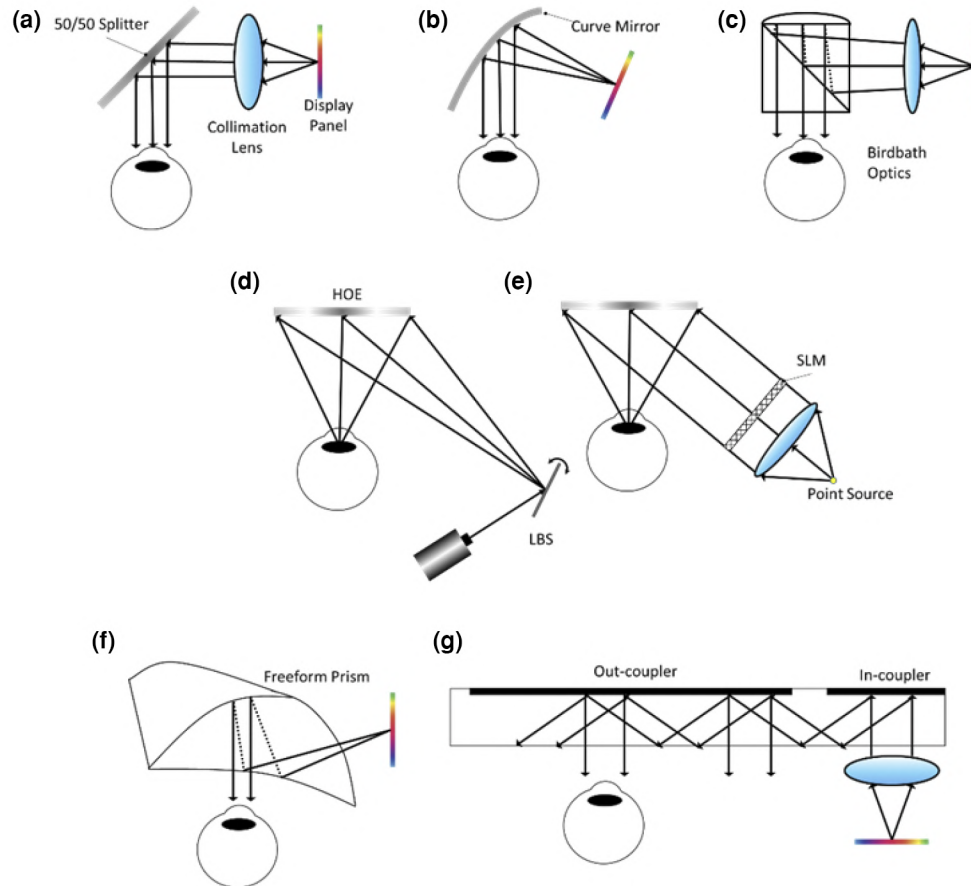 (a)
50/50 Splitter
Collimation
Lens
Display
Panel
(b)
Curve Mirror
(c)
Birdbath
Optics
(d)
HOE
LBS
(e)
SLM
Point Source
(f)
Freeform Prism
(g)
Out-coupler
In-coupler